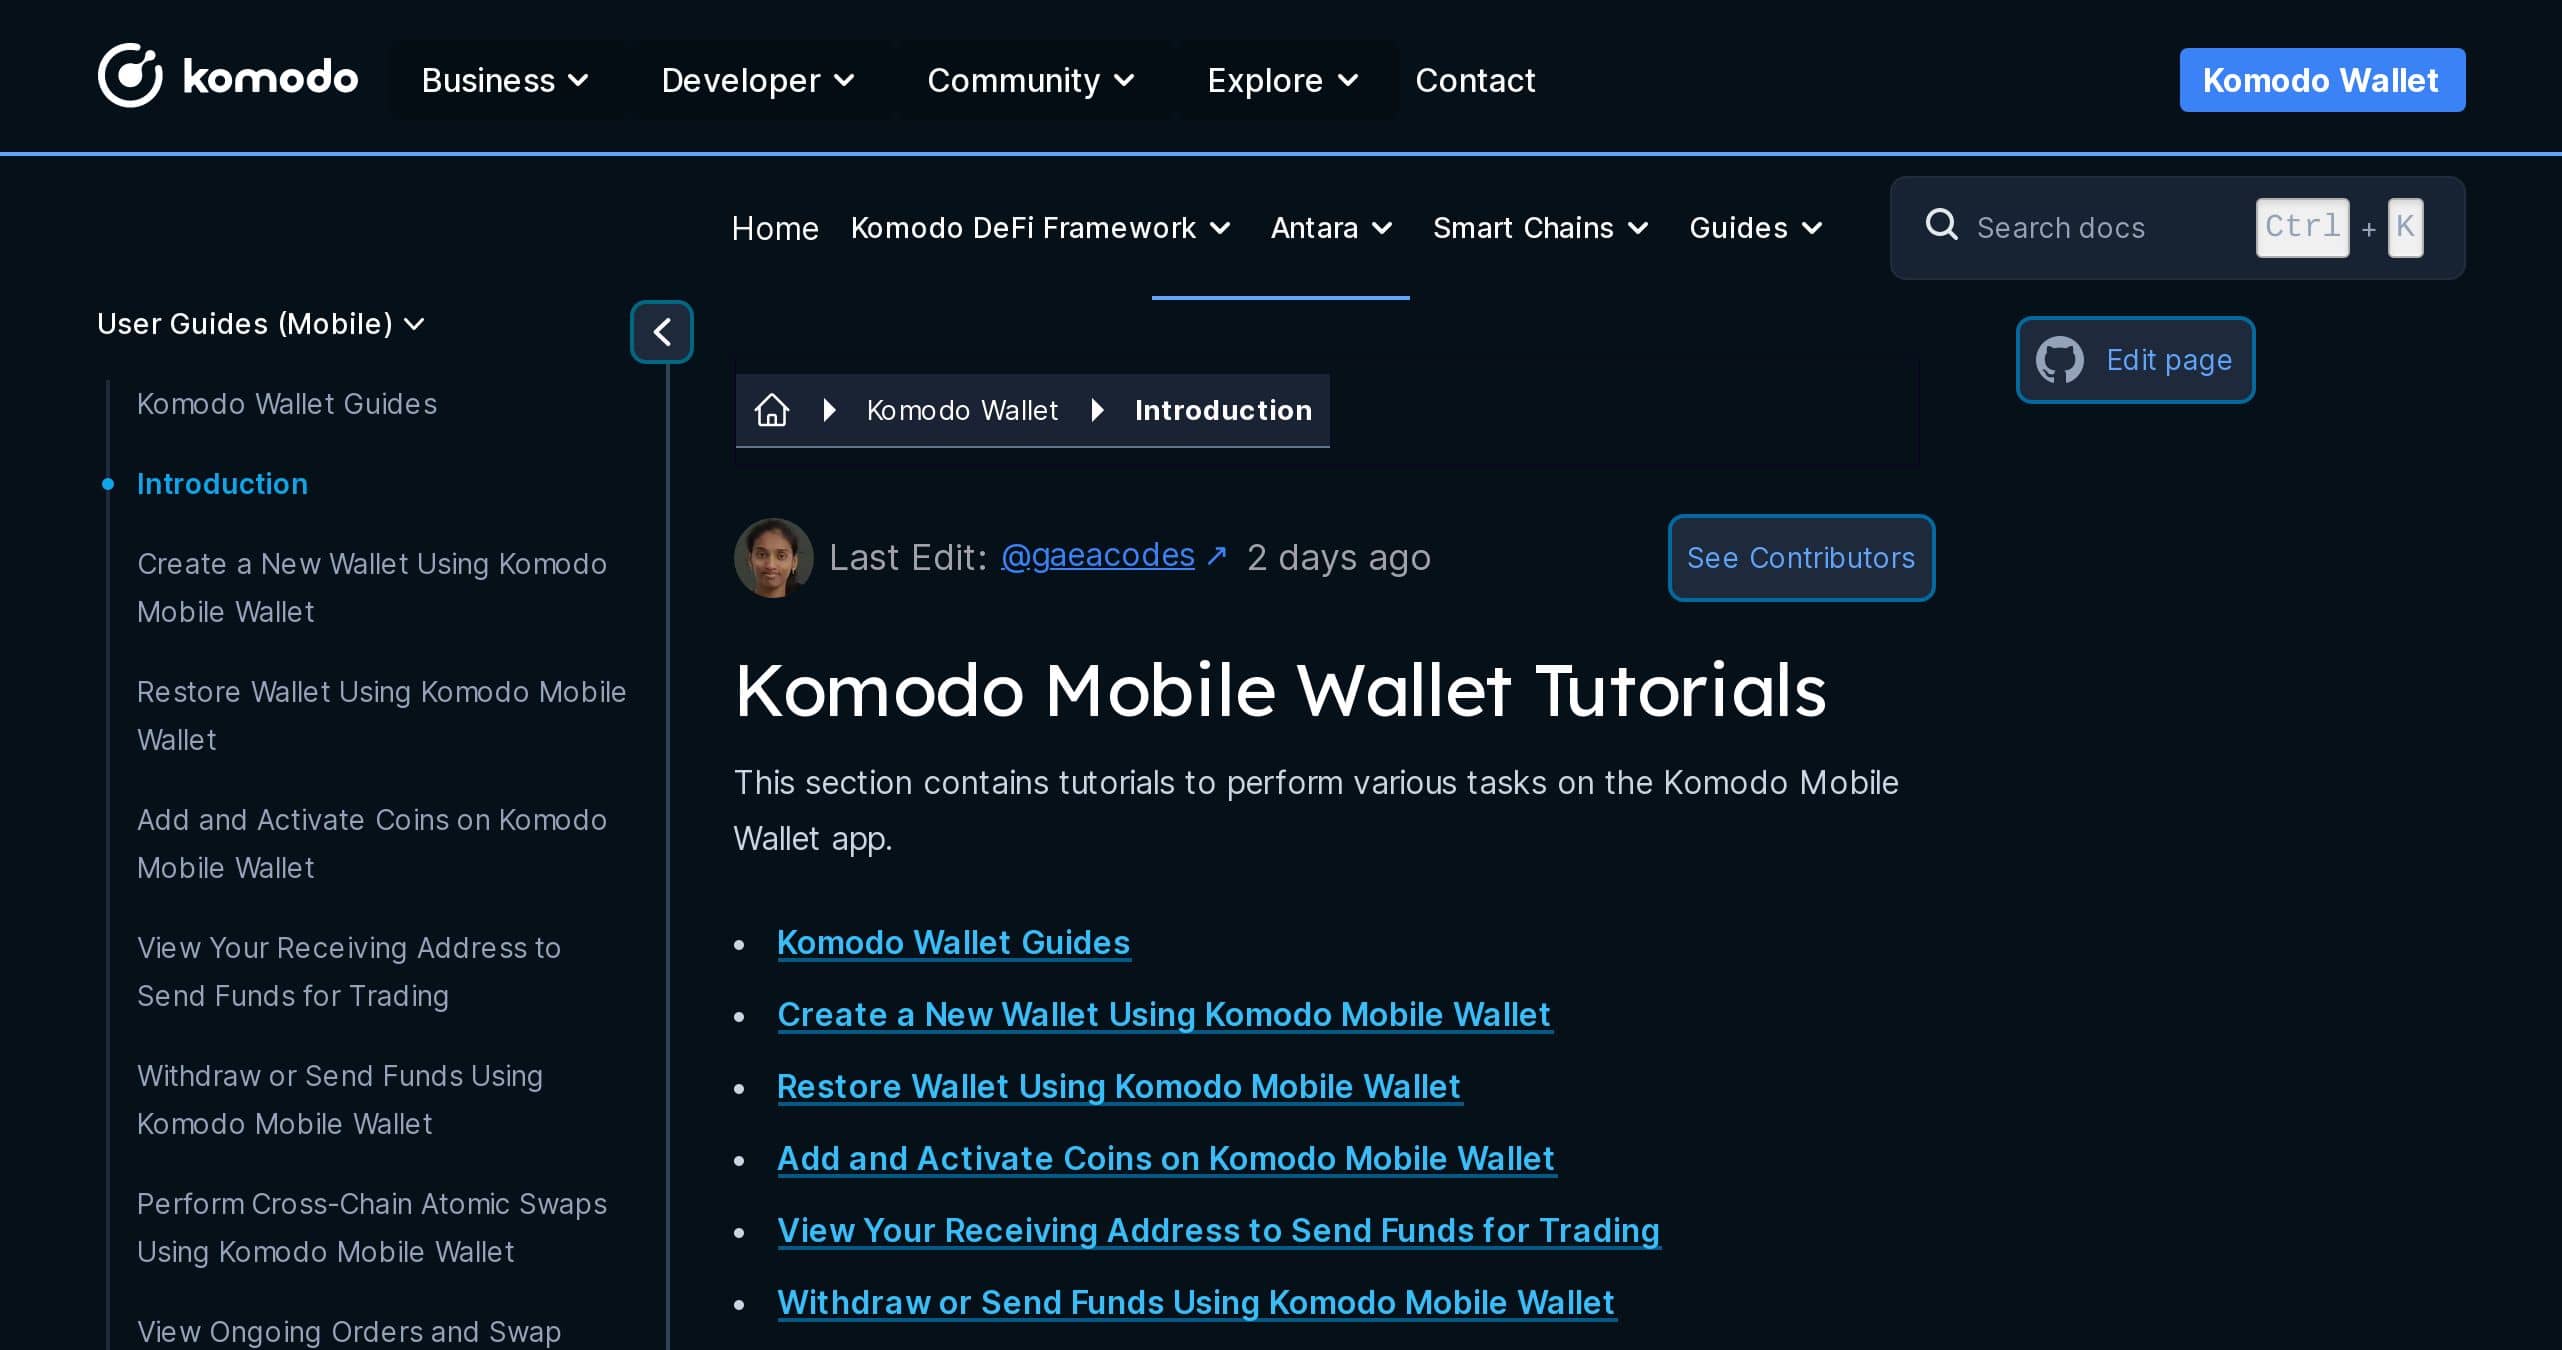 komodo Business Developer Community Explore Contact Komodo Wallet
Home Komodo DeFi Framework Antara Smart Chains Guides Search docs Ctrl + K
User Guides (Mobile)
Komodo Wallet Guides
Introduction
Create a New Wallet Using Komodo
Mobile Wallet
Restore Wallet Using Komodo Mobile
Wallet
Add and Activate Coins on Komodo
Mobile Wallet
View Your Receiving Address to
Send Funds for Trading
Withdraw or Send Funds Using
Komodo Mobile Wallet
Perform Cross-Chain Atomic Swaps
Using Komodo Mobile Wallet
View Ongoing Orders and Swap
Edit page
Komodo Wallet Introduction
Last Edit: @gaeacodes ↗ 2 days ago
See Contributors
Komodo Mobile Wallet Tutorials
This section contains tutorials to perform various tasks on the Komodo Mobile
Wallet app.
• Komodo Wallet Guides
• Create a New Wallet Using Komodo Mobile Wallet
• Restore Wallet Using Komodo Mobile Wallet
• Add and Activate Coins on Komodo Mobile Wallet
• View Your Receiving Address to Send Funds for Trading
• Withdraw or Send Funds Using Komodo Mobile Wallet